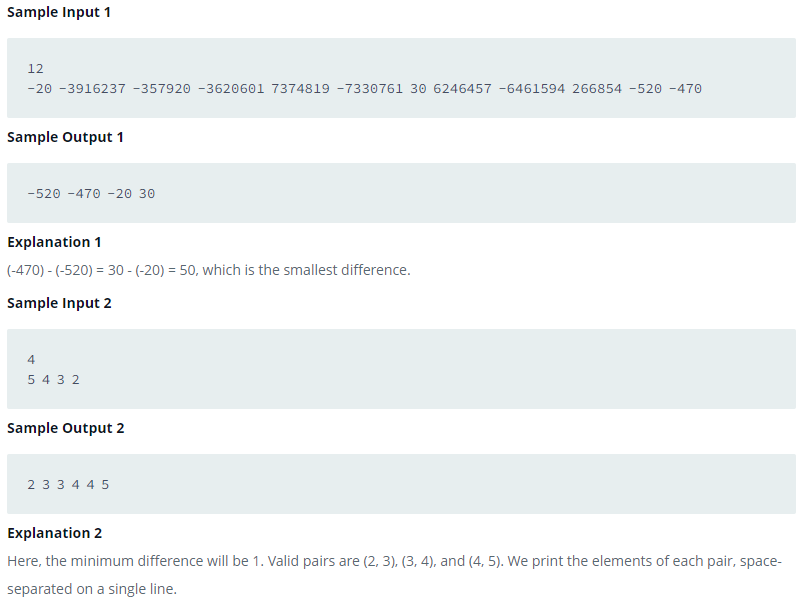 Sample Input 1
12
-20 -3916237 -357920 -3620601 7374819 -7330761 30 6246457 -6461594 266854 -520 -470
Sample Output 1
-520 -470 -20 30
Explanation 1
(-470) - (-520) = 30 - (-20) = 50, which is the smallest difference.
Sample Input 2
4
5 4 3 2
Sample Output 2
2 3 3 4 4 5
Explanation 2
Here, the minimum difference will be 1. Valid pairs are (2, 3), (3, 4), and (4, 5). We print the elements of each pair, space-
separated on a single line.